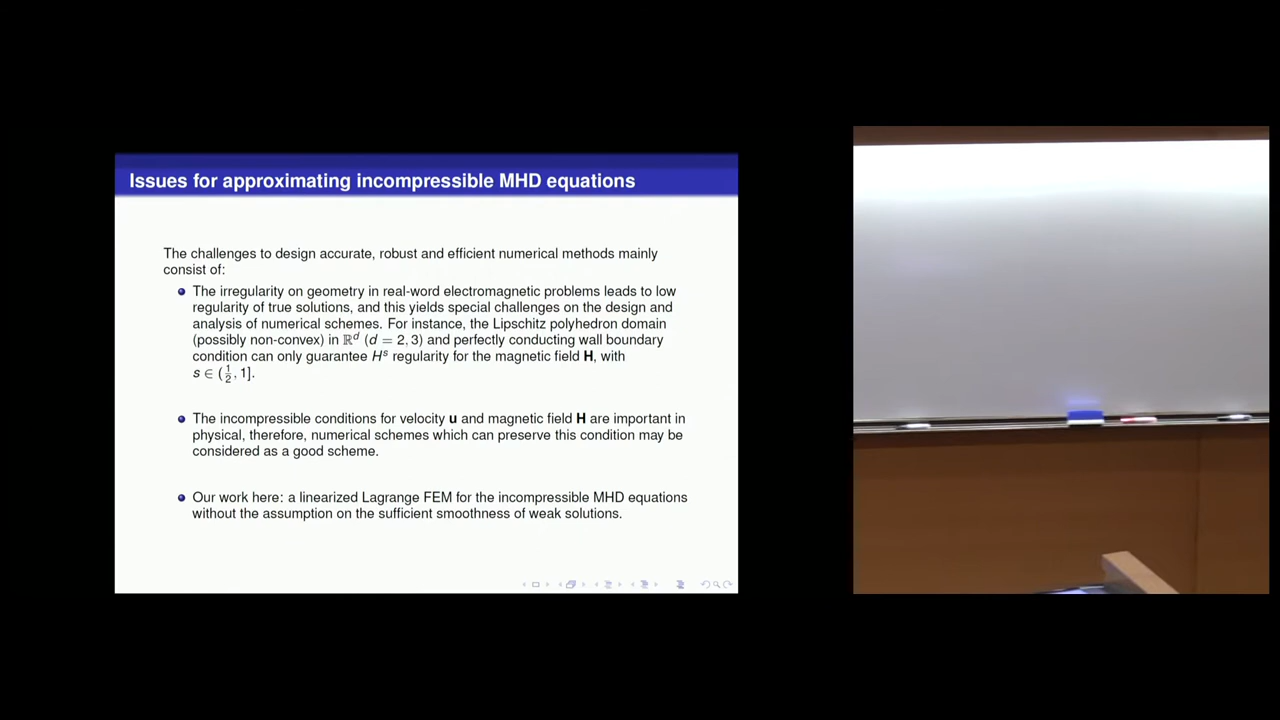 Issues for approximating incompressible MHD equations
The challenges to design accurate, robust and efficient numerical methods mainly
consist of:
The irregularity on geometry in real-word electromagnetic problems leads to low
regularity of true solutions, and this yields special challenges on the design and
analysis of numerical schemes. For instance, the Lipschitz polyhedron domain
(possibly non-convex) in ℝᵈ (d = 2, 3) and perfectly conducting wall boundary
condition can only guarantee Hˢ regularity for the magnetic field H, with
s ∈ (1/2, 1].
The incompressible conditions for velocity u and magnetic field H are important in
physical, therefore, numerical schemes which can preserve this condition may be
considered as a good scheme.
Our work here: a linearized Lagrange FEM for the incompressible MHD equations
without the assumption on the sufficient smoothness of weak solutions.